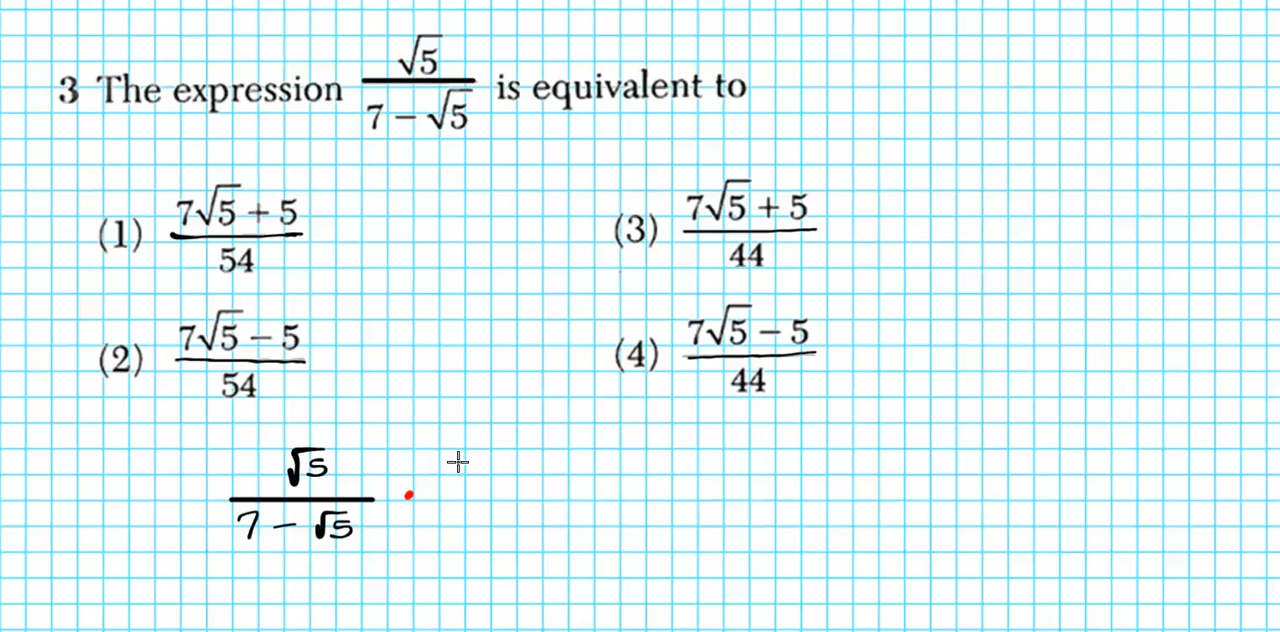 3 The expression √5 / (7 − √5) is equivalent to
(1) (7√5 + 5) / 54
(3) (7√5 + 5) / 44
(2) (7√5 − 5) / 54
(4) (7√5 − 5) / 44
√5 / (7 − √5) ·